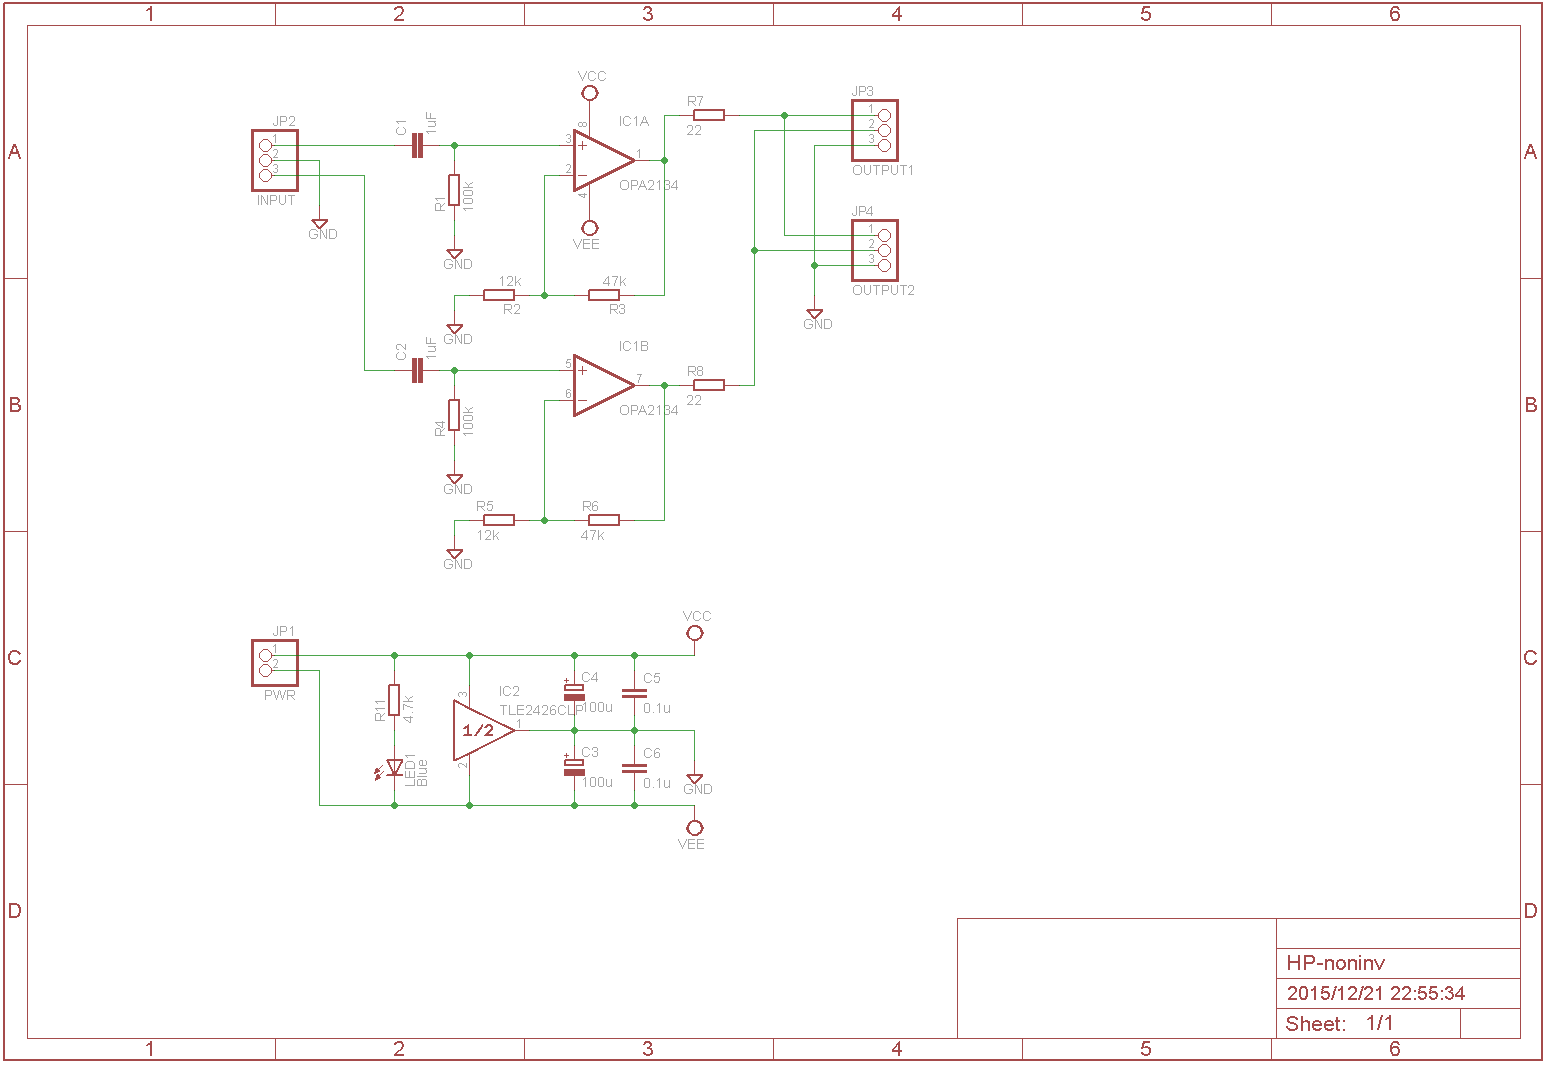 1 2 3 4 5 6
A
B
C
D
A
B
C
D
1 2 3 4 5 6
JP2
1
2
3
INPUT
GND
C1
1uF
R1
100k
GND
VCC
8
IC1A
3
2
1
4
OPA2134
VEE
12k
R2
GND
47k
R3
R7
22
JP3
1
2
3
OUTPUT1
JP4
1
2
3
OUTPUT2
GND
C2
1uF
R4
100k
GND
IC1B
5
6
7
OPA2134
R8
22
R5
12k
GND
R6
47k
JP1
1
2
PWR
R11
4.7k
LED1
Blue
3
IC2
TLE2426CLP
1/2
1
2
C4
100u
C5
0.1u
C3
100u
C6
0.1u
VCC
GND
VEE
HP-noninv
2015/12/21 22:55:34
Sheet: 1/1